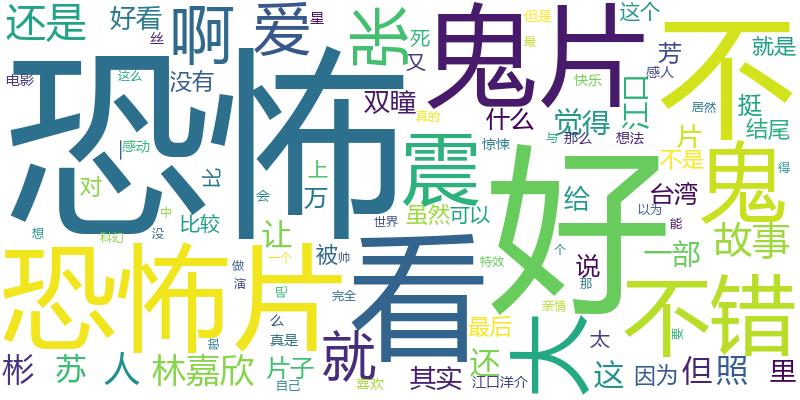 还是
好看
啊
爱
星
张
鬼片
但是
最
这个
不
丝
死
又
芳
就是
电影
这么
恐怖
没有
双瞳
什么
真的
快乐
感人
江口
居然
挺
感动
震
觉得
惊悚
那么
想法
片
结尾
好
不是
鬼
对
比较
上
万
会
虽然
可以
给
与
台湾
得
想
中
没
科幻
让
世界
说
以为
能
一部
故事
恐怖片
做
一个
被
帅
看
特效
个
那
不错
演
完全
亲情
大
么
真是
就
最后
太
要
彬
苏
人
林嘉欣
片子
还
其实
江口洋介
这
因为
但
照
里
自己
喜欢